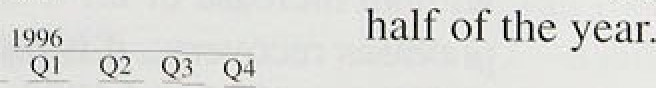 1996
Q1 Q2 Q3 Q4
half of the year.